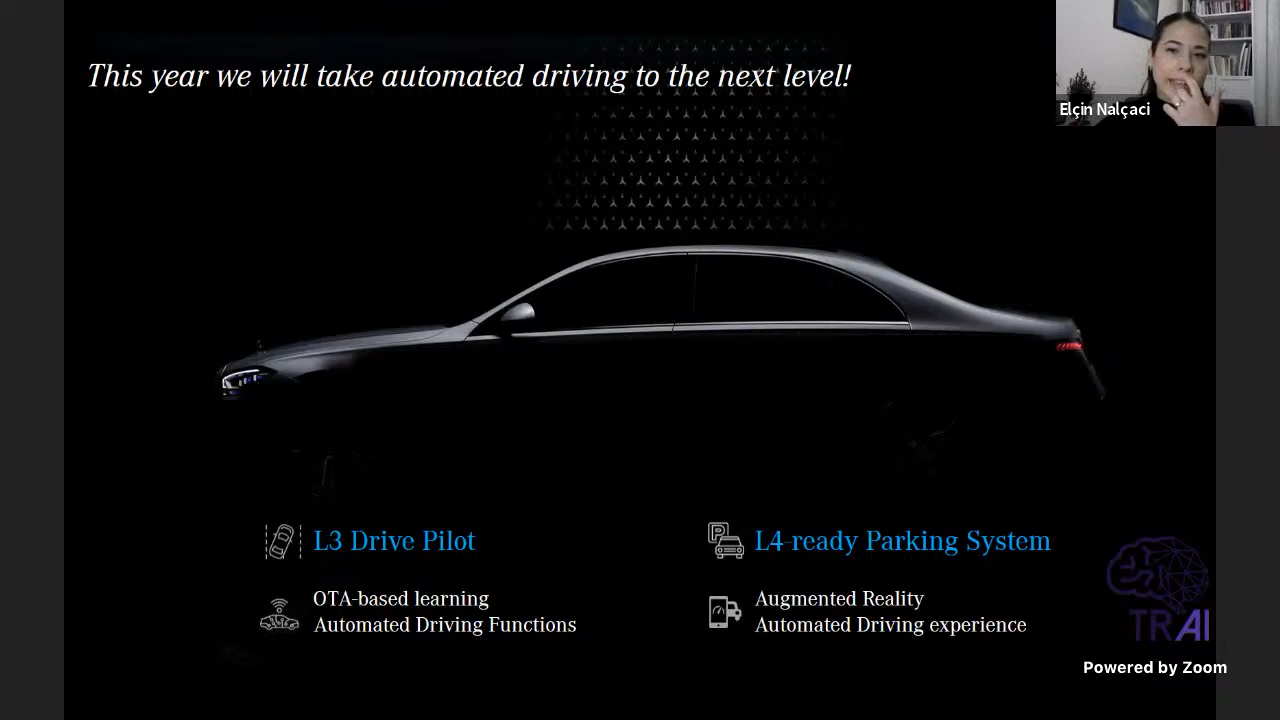 This year we will take automated driving to the next level!
Elçin Nalçaci
L3 Drive Pilot
OTA-based learning
Automated Driving Functions
P
L4-ready Parking System
Augmented Reality
Automated Driving experience
TRAI
Powered by Zoom